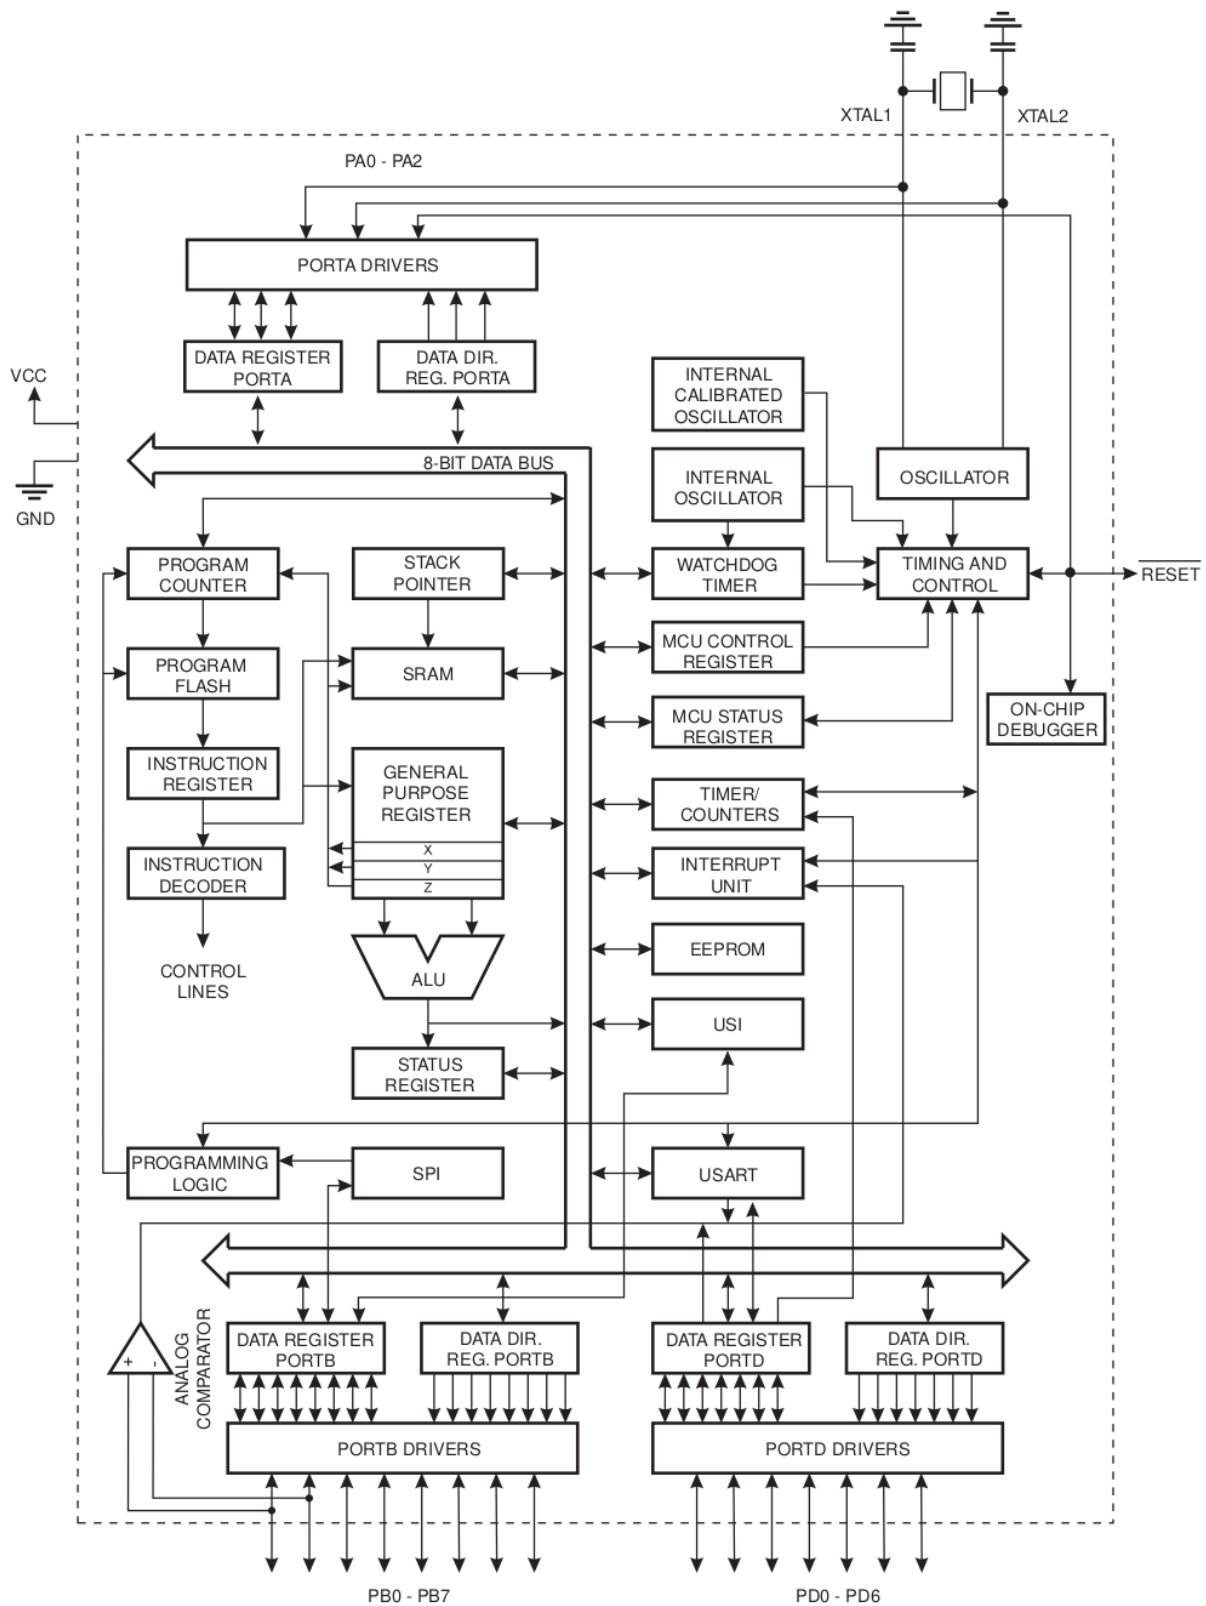 XTAL1
XTAL2
PA0 - PA2
PORTA DRIVERS
DATA REGISTER
PORTA
DATA DIR.
REG. PORTA
VCC
GND
8-BIT DATA BUS
INTERNAL
CALIBRATED
OSCILLATOR
INTERNAL
OSCILLATOR
OSCILLATOR
PROGRAM
COUNTER
STACK
POINTER
WATCHDOG
TIMER
TIMING AND
CONTROL
RESET
PROGRAM
FLASH
SRAM
MCU CONTROL
REGISTER
MCU STATUS
REGISTER
ON-CHIP
DEBUGGER
INSTRUCTION
REGISTER
GENERAL
PURPOSE
REGISTER
X
Y
Z
TIMER/
COUNTERS
INSTRUCTION
DECODER
INTERRUPT
UNIT
CONTROL
LINES
ALU
EEPROM
USI
STATUS
REGISTER
PROGRAMMING
LOGIC
SPI
USART
ANALOG
COMPARATOR
+
-
DATA REGISTER
PORTB
DATA DIR.
REG. PORTB
DATA REGISTER
PORTD
DATA DIR.
REG. PORTD
PORTB DRIVERS
PORTD DRIVERS
PB0 - PB7
PD0 - PD6